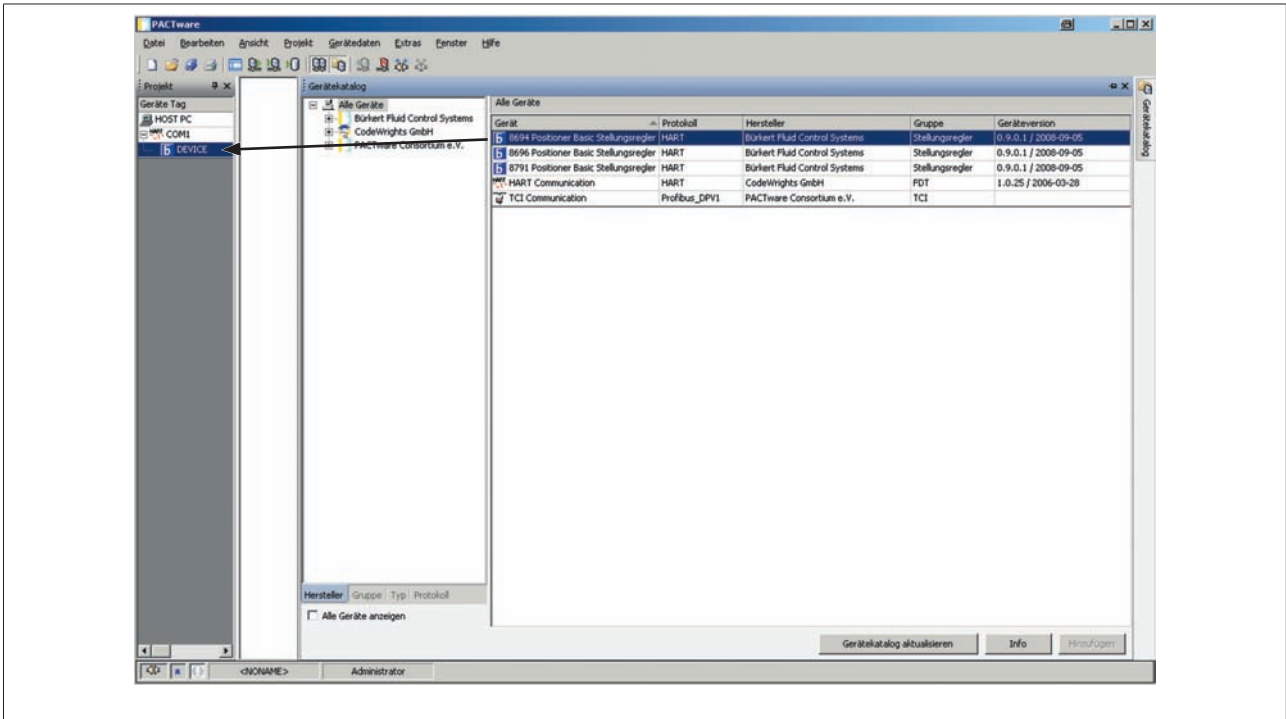 PACTware
Datei Bearbeiten Ansicht Projekt Gerätedaten Extras Fenster Hilfe
Projekt
Geräte Tag
HOST PC
COM1
DEVICE
Gerätekatalog
Alle Geräte
Bürkert Fluid Control Systems
CodeWrights GmbH
PACTware Consortium e.V.
Alle Geräte
Gerät Protokoll Hersteller Gruppe Geräteversion
8694 Positioner Basic Stellungsregler HART Bürkert Fluid Control Systems Stellungsregler 0.9.0.1 / 2008-09-05
8696 Positioner Basic Stellungsregler HART Bürkert Fluid Control Systems Stellungsregler 0.9.0.1 / 2008-09-05
8791 Positioner Basic Stellungsregler HART Bürkert Fluid Control Systems Stellungsregler 0.9.0.1 / 2008-09-05
HART Communication HART CodeWrights GmbH FDT 1.0.25 / 2006-03-28
TCI Communication Profibus_DPV1 PACTware Consortium e.V. TCI
Gerätekatalog
Hersteller Gruppe Typ Protokoll
Alle Geräte anzeigen
Gerätekatalog aktualisieren Info Hinzufügen
<NONAME> Administrator